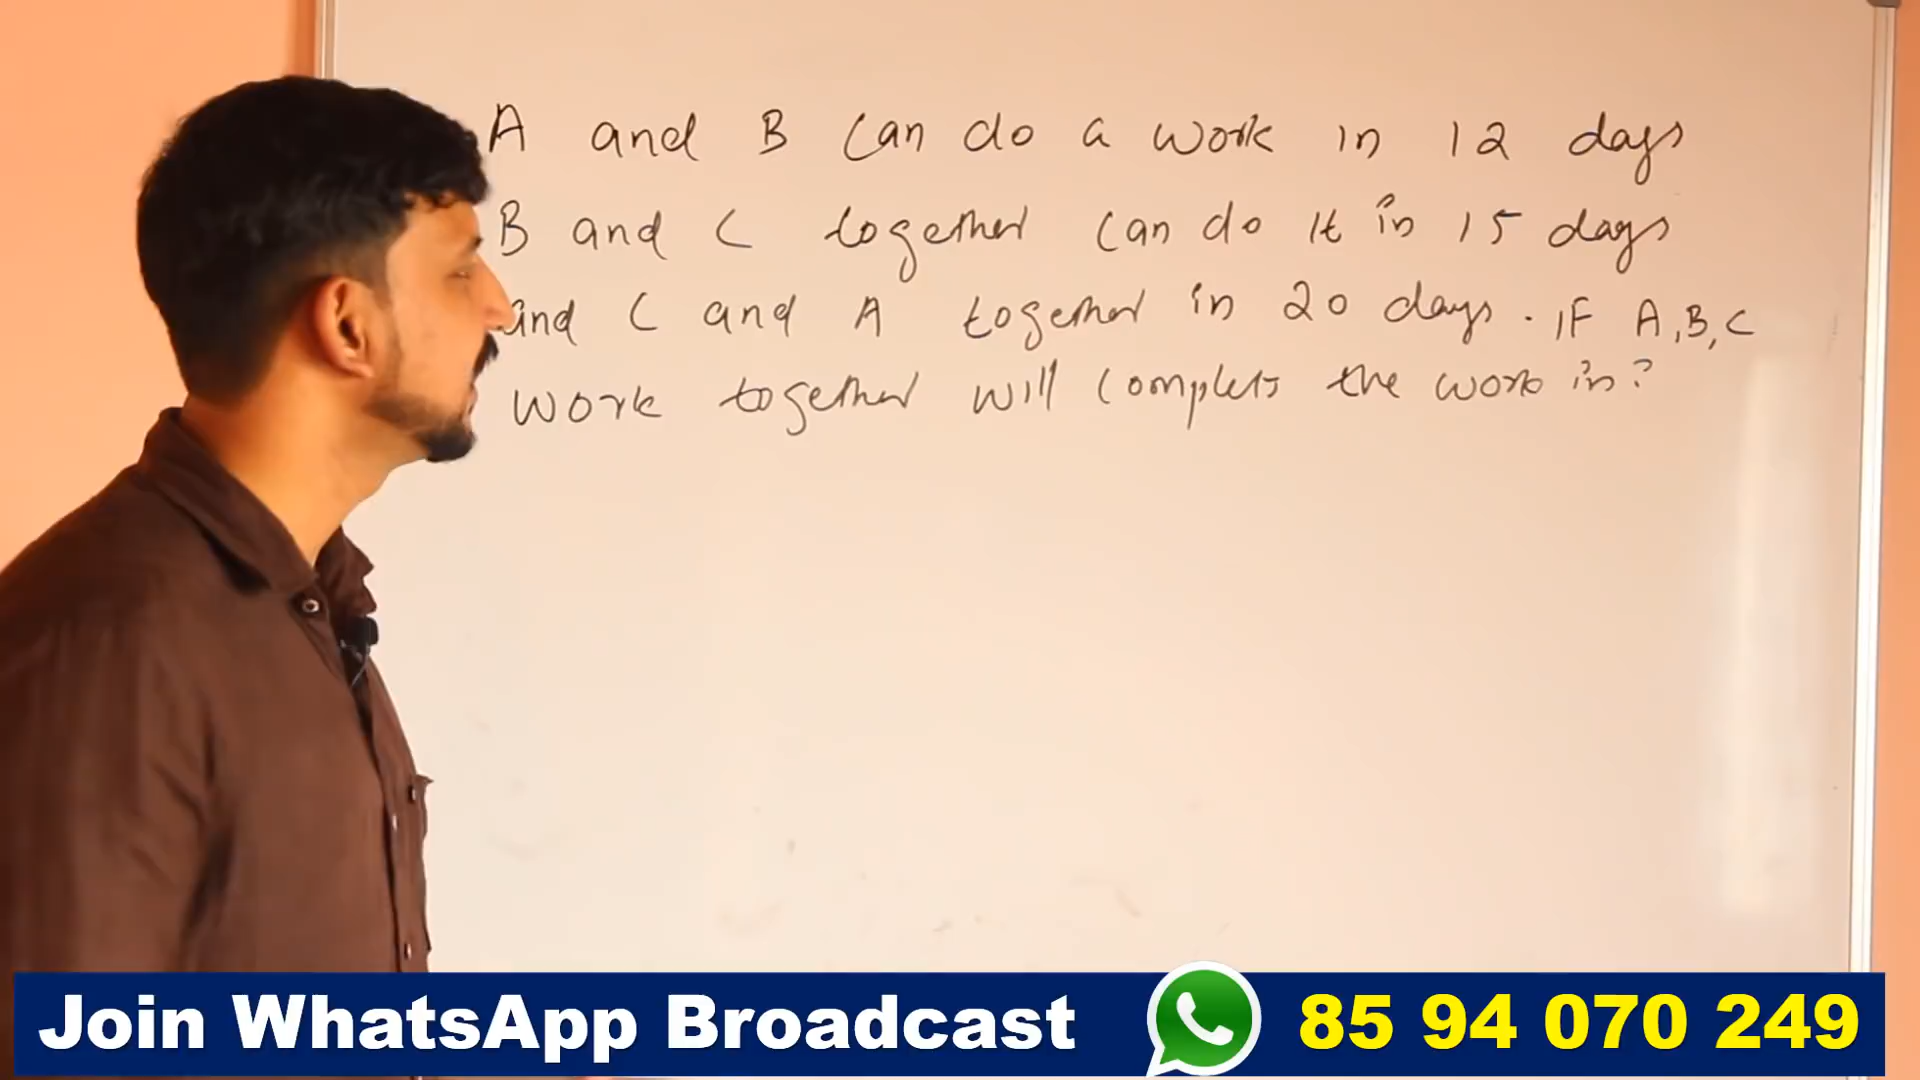 A and B can do a work in 12 days
B and C together can do it in 15 days
and C and A together in 20 days. IF A, B, C
work together will complete the work in?
Join WhatsApp Broadcast 85 94 070 249